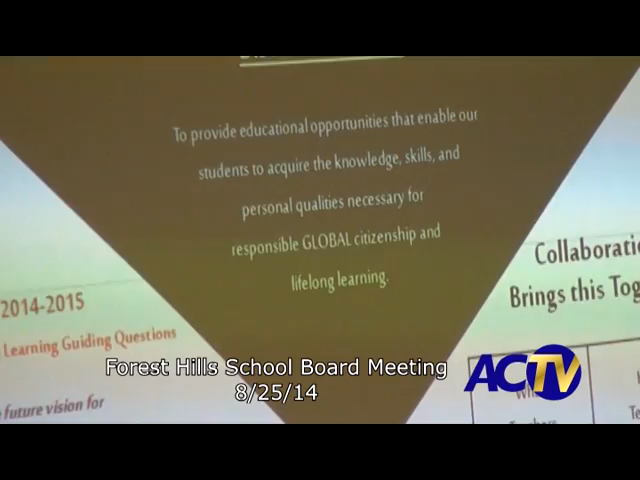 To provide educational opportunities that enable our
students to acquire the knowledge, skills, and
personal qualities necessary for
responsible GLOBAL citizenship and
lifelong learning.
2014-2015
Learning Guiding Questions
future vision for
Collaboratio
Brings this Tog
Forest Hills School Board Meeting
8/25/14
ACTV